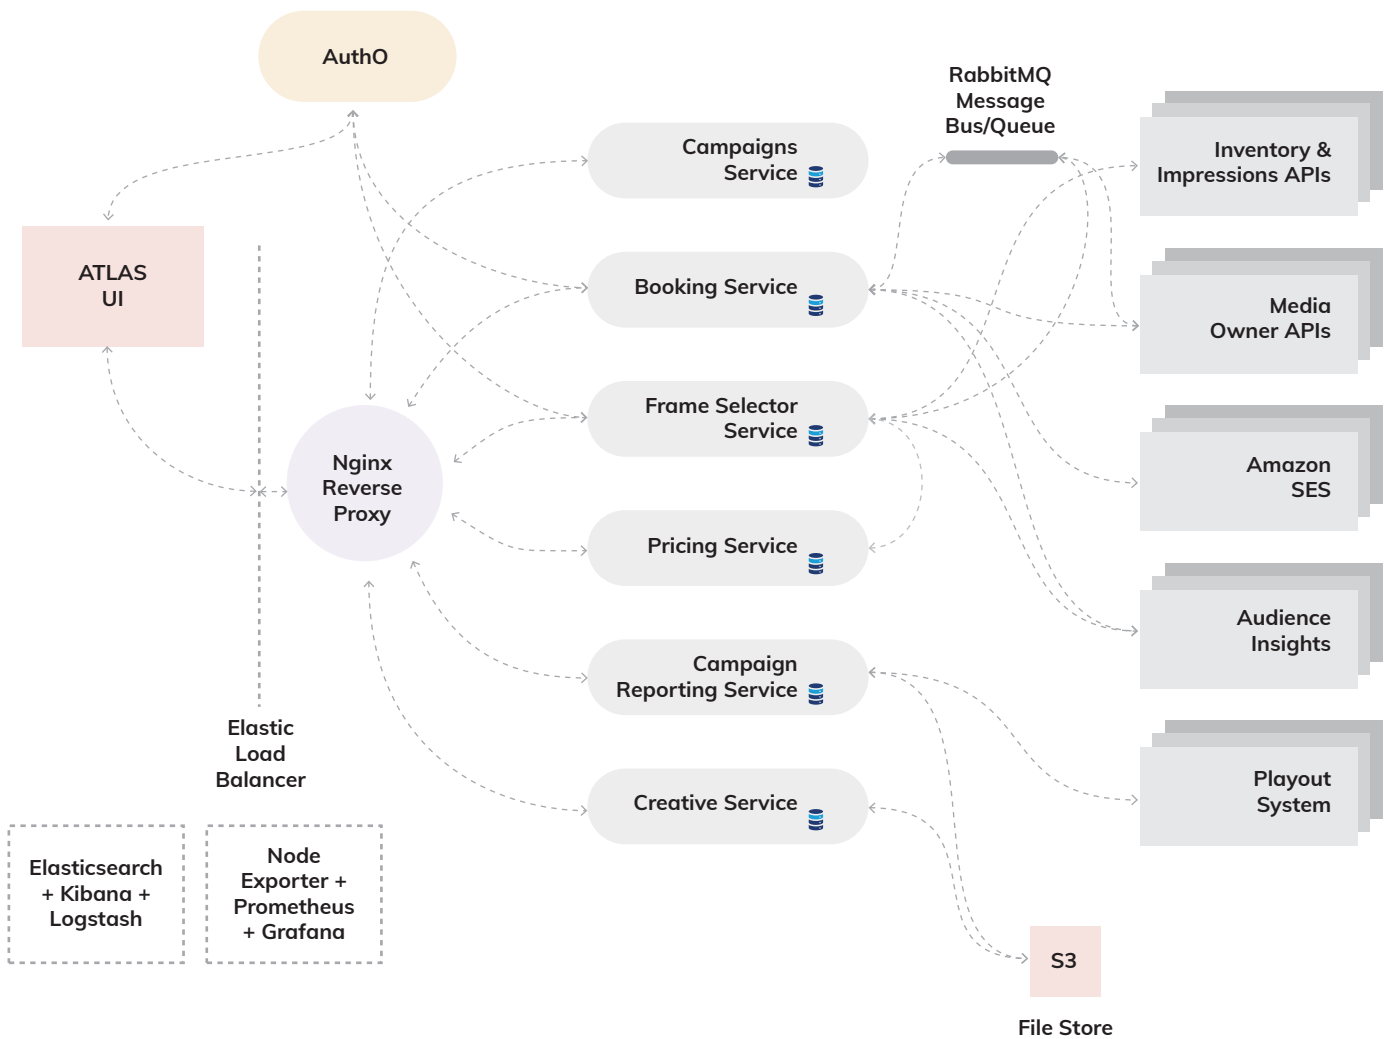 AuthO
RabbitMQ
Message
Bus/Queue
Campaigns
Service
Inventory &
Impressions APIs
ATLAS
UI
Booking Service
Media
Owner APIs
Frame Selector
Service
Nginx
Reverse
Proxy
Amazon
SES
Pricing Service
Audience
Insights
Campaign
Reporting Service
Elastic
Load
Balancer
Creative Service
Playout
System
Elasticsearch
+ Kibana +
Logstash
Node
Exporter +
Prometheus
+ Grafana
S3
File Store